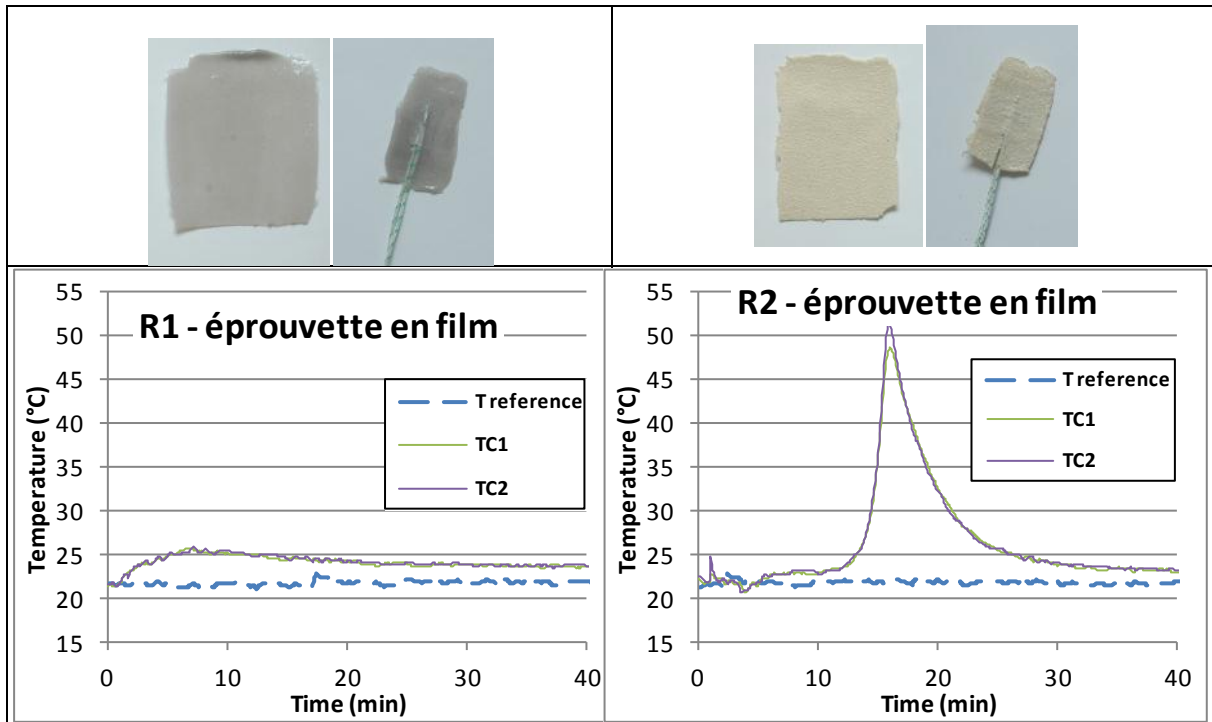 R1 - éprouvette en film
55
50
45
40
35
30
25
20
15
Temperature (°C)
T reference
TC1
TC2
0 10 20 30 40
Time (min)
R2 - éprouvette en film
55
50
45
40
35
30
25
20
15
Temperature (°C)
T reference
TC1
TC2
0 10 20 30 40
Time (min)